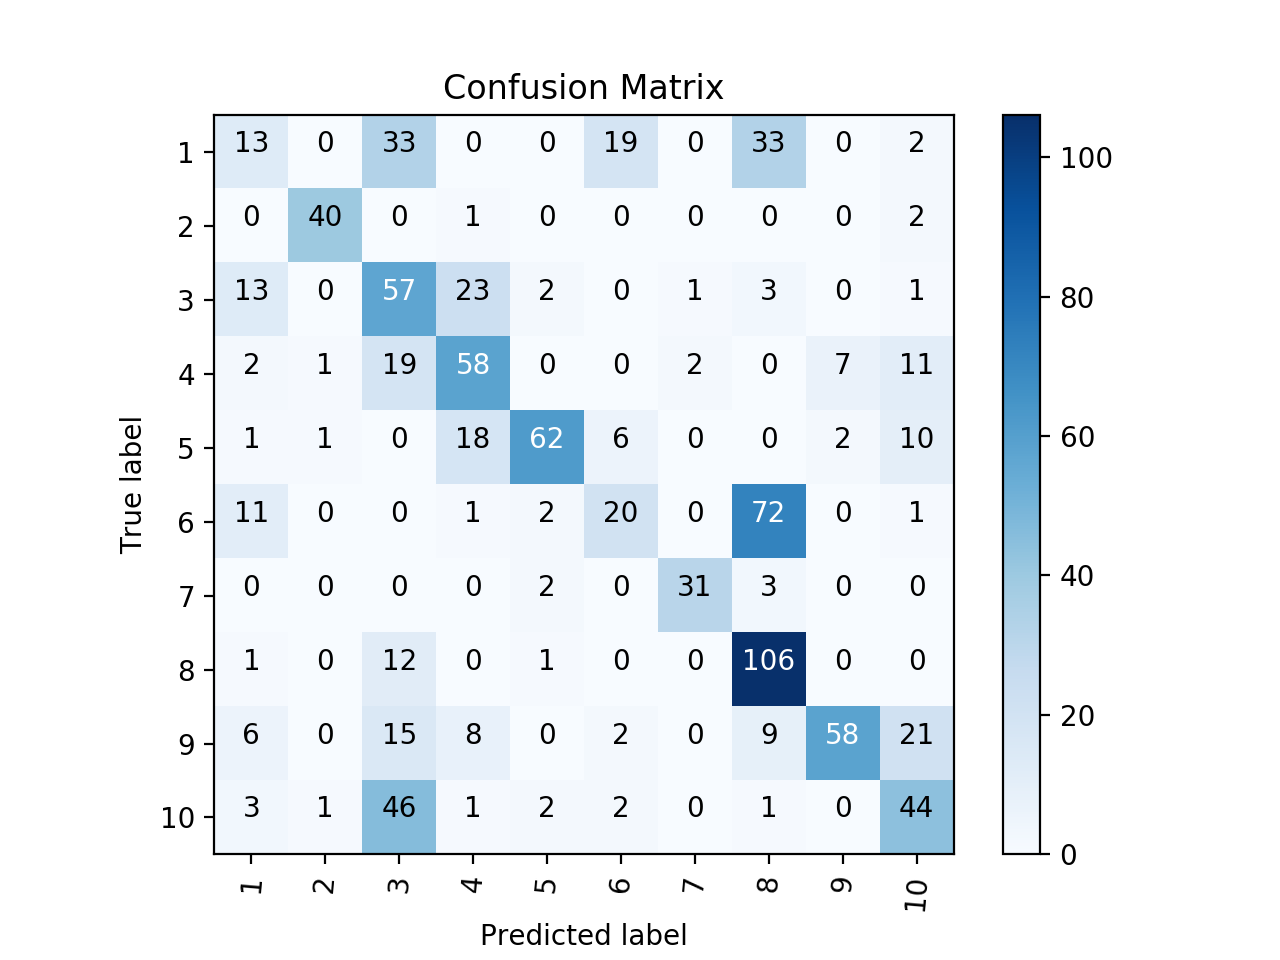 Confusion Matrix
1 13 0 33 0 0 19 0 33 0 2
2 0 40 0 1 0 0 0 0 0 2
3 13 0 57 23 2 0 1 3 0 1
4 2 1 19 58 0 0 2 0 7 11
5 1 1 0 18 62 6 0 0 2 10
6 11 0 0 1 2 20 0 72 0 1
7 0 0 0 0 2 0 31 3 0 0
8 1 0 12 0 1 0 0 106 0 0
9 6 0 15 8 0 2 0 9 58 21
10 3 1 46 1 2 2 0 1 0 44
1 2 3 4 5 6 7 8 9 10
Predicted label
True label
100
80
60
40
20
0